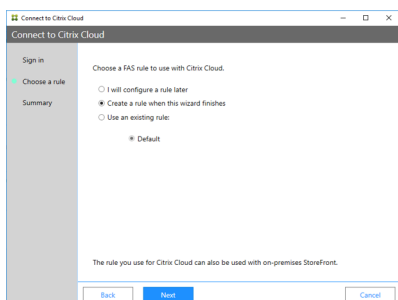 Connect to Citrix Cloud
Connect to Citrix Cloud
Sign in
Choose a rule
Summary
Choose a FAS rule to use with Citrix Cloud.
I will configure a rule later
Create a rule when this wizard finishes
Use an existing rule:
Default
The rule you use for Citrix Cloud can also be used with on-premises StoreFront.
Back
Next
Cancel